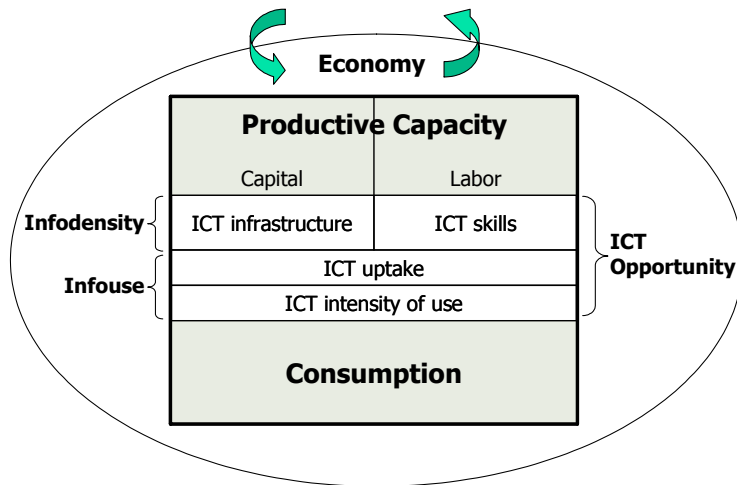 Economy
Productive Capacity
Capital
Labor
Infodensity
ICT infrastructure
ICT skills
ICT
Opportunity
Infouse
ICT uptake
ICT intensity of use
Consumption